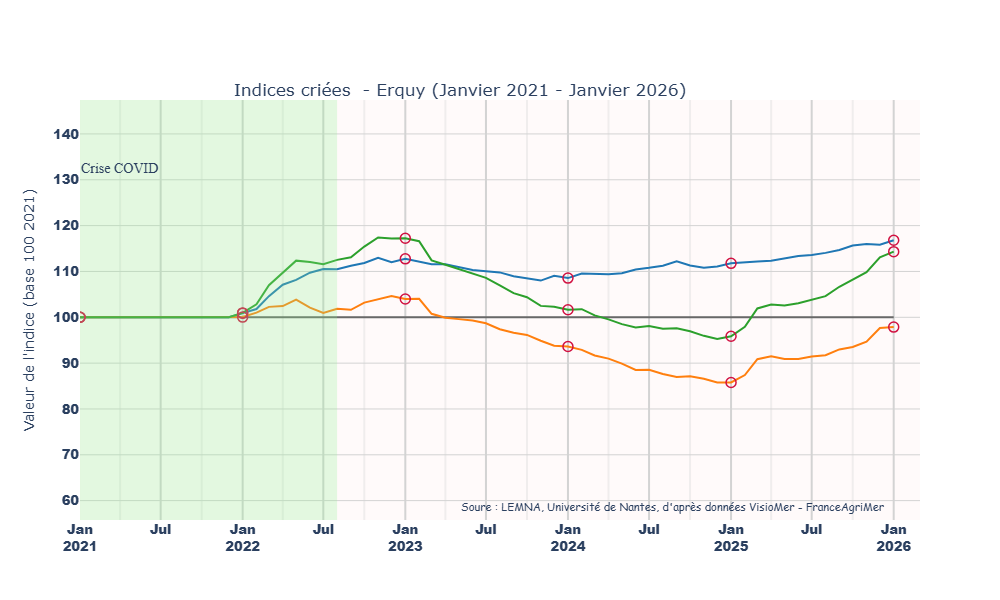 Indices criées  - Erquy (Janvier 2021 - Janvier 2026)
Valeur de l'indice (base 100 2021)
140
130
120
110
100
90
80
70
60
Crise COVID
Soure : LEMNA, Université de Nantes, d'après données VisioMer - FranceAgriMer
Jan Jul Jan Jul Jan Jul Jan Jul Jan Jul Jan
2021 2022 2023 2024 2025 2026